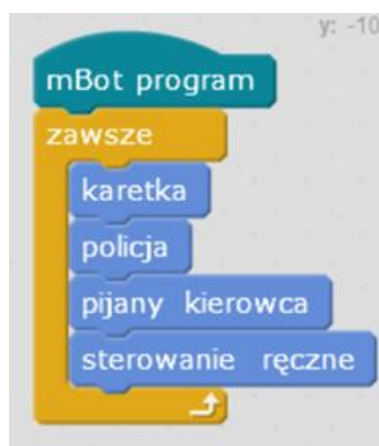 y: -10
mBot program
zawsze
karetka
policja
pijany kierowca
sterowanie ręczne